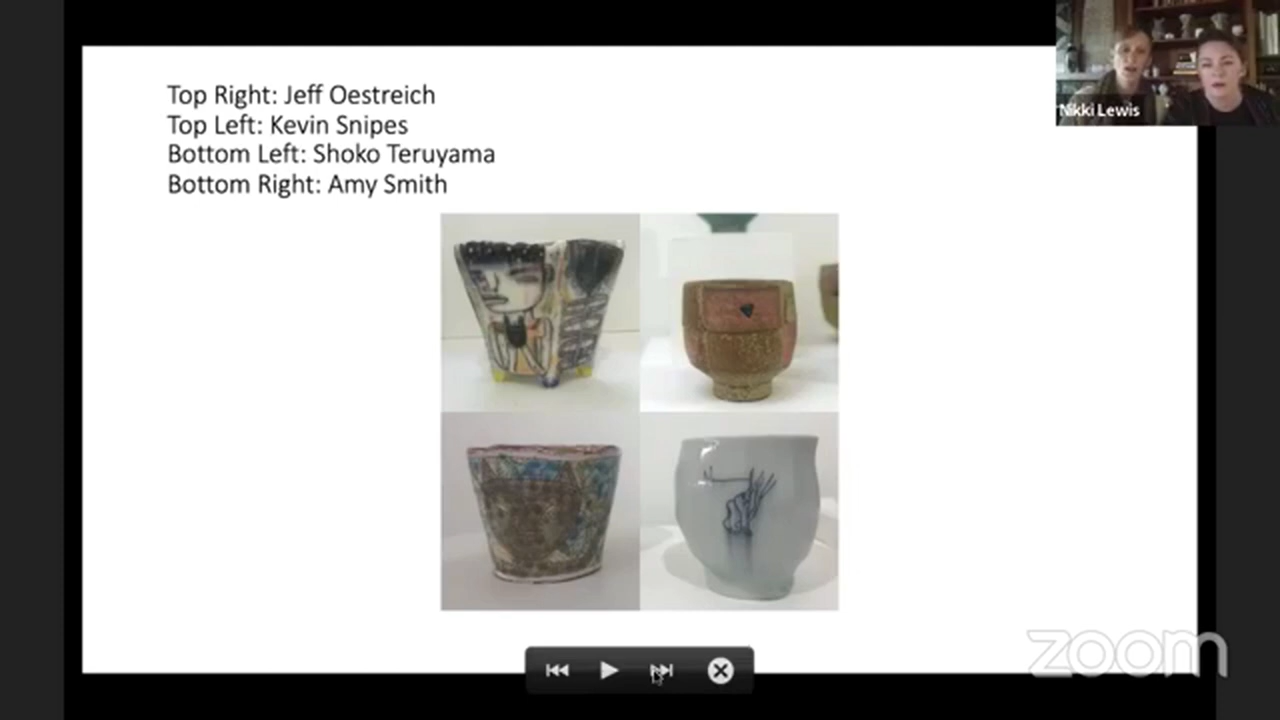 Top Right: Jeff Oestreich
Top Left: Kevin Snipes
Bottom Left: Shoko Teruyama
Bottom Right: Amy Smith
Nikki Lewis
zoom